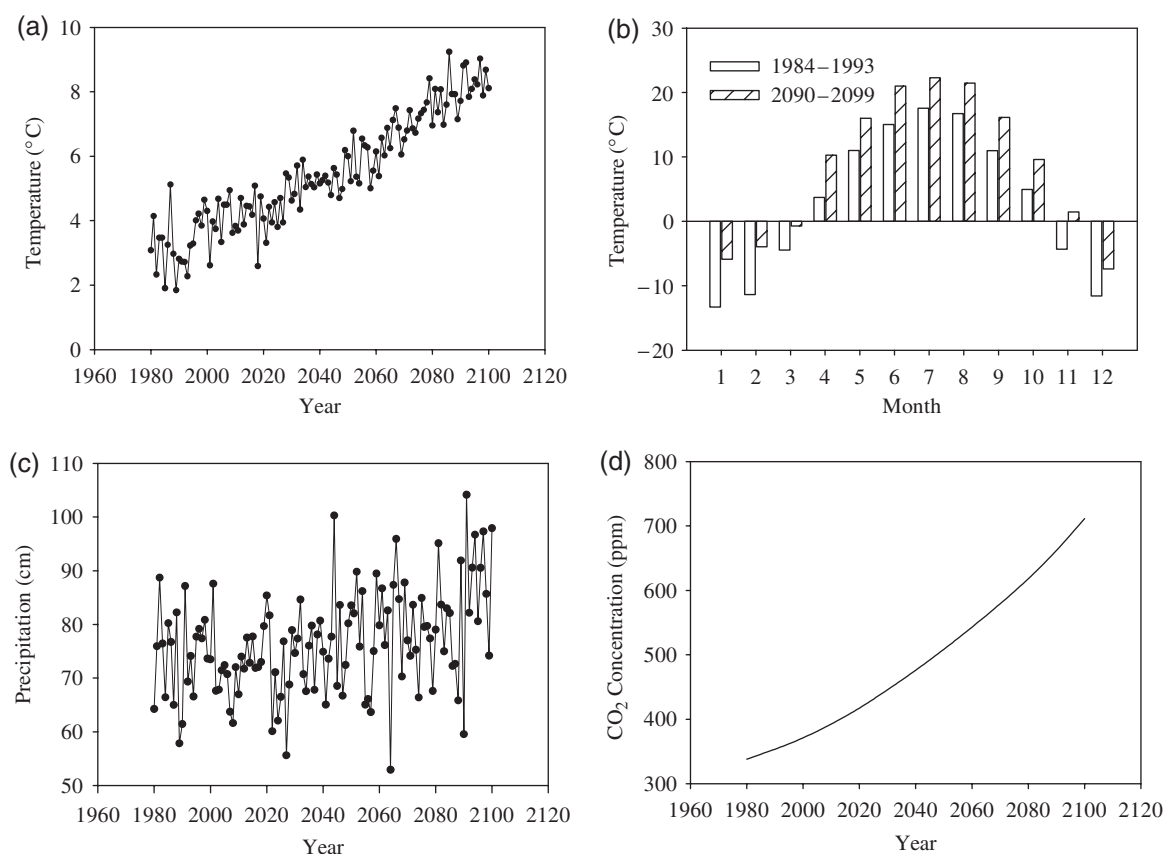 (a)
10
8
6
4
2
0
Temperature (°C)
1960 1980 2000 2020 2040 2060 2080 2100 2120
Year
(b)
30
20
10
0
−10
−20
Temperature (°C)
1984–1993
2090–2099
1 2 3 4 5 6 7 8 9 10 11 12
Month
(c)
110
100
90
80
70
60
50
Precipitation (cm)
1960 1980 2000 2020 2040 2060 2080 2100 2120
Year
(d)
800
700
600
500
400
300
CO₂ Concentration (ppm)
1960 1980 2000 2020 2040 2060 2080 2100 2120
Year